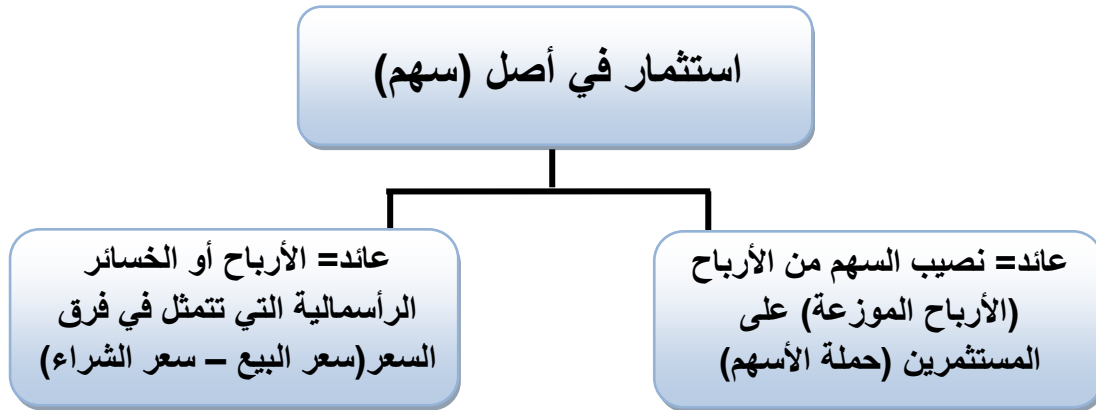 استثمار في أصل (سهم)
عائد= نصيب السهم من الأرباح
(الأرباح الموزعة) على
المستثمرين (حملة الأسهم)
عائد= الأرباح أو الخسائر
الرأسمالية التي تتمثل في فرق
السعر(سعر البيع – سعر الشراء)